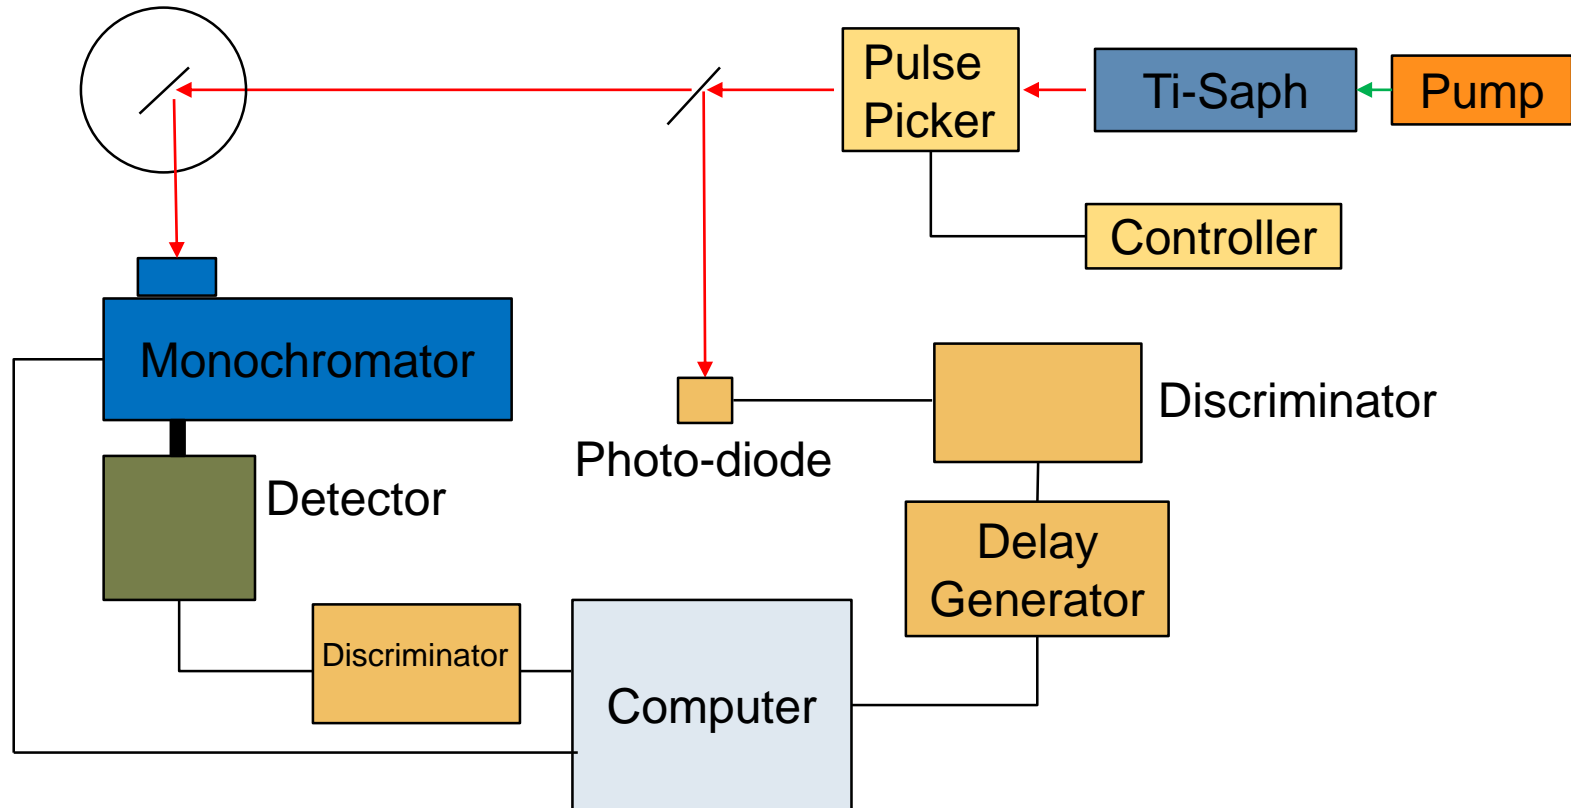 Pulse
Picker
Ti-Saph
Pump
Controller
Monochromator
Discriminator
Photo-diode
Detector
Delay
Generator
Discriminator
Computer